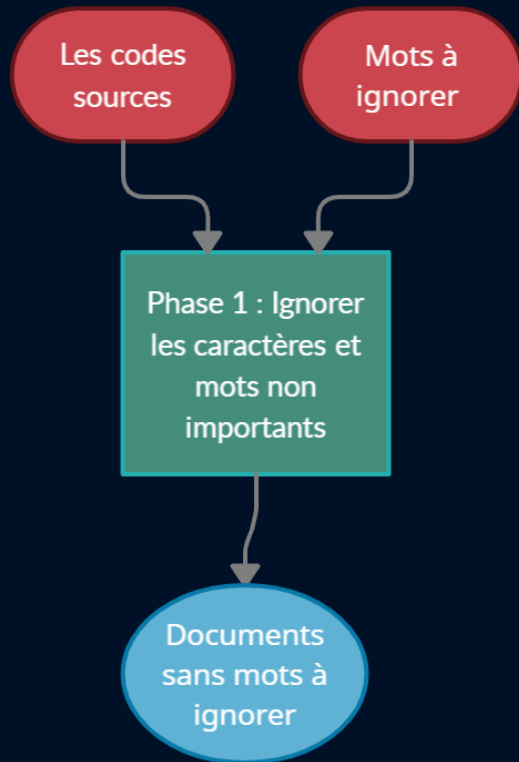 Les codes
sources
Mots à
ignorer
Phase 1 : Ignorer
les caractères et
mots non
importants
Documents
sans mots à
ignorer